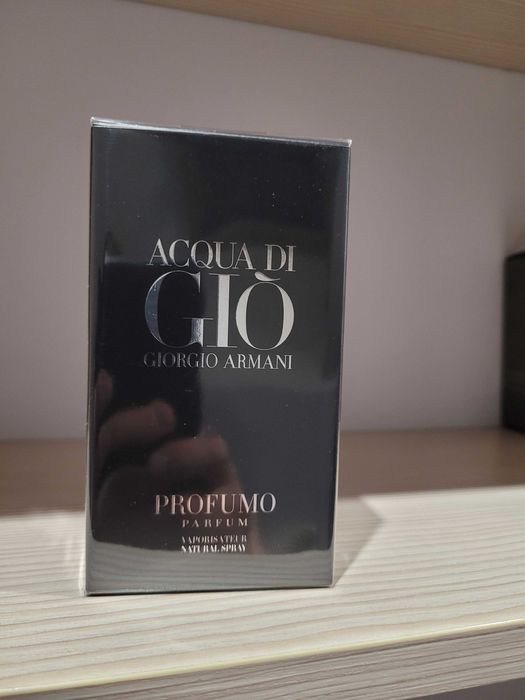 ACQUA DI
GIÒ
GIORGIO ARMANI
PROFUMO
PARFUM
VAPORISATEUR
NATURAL SPRAY